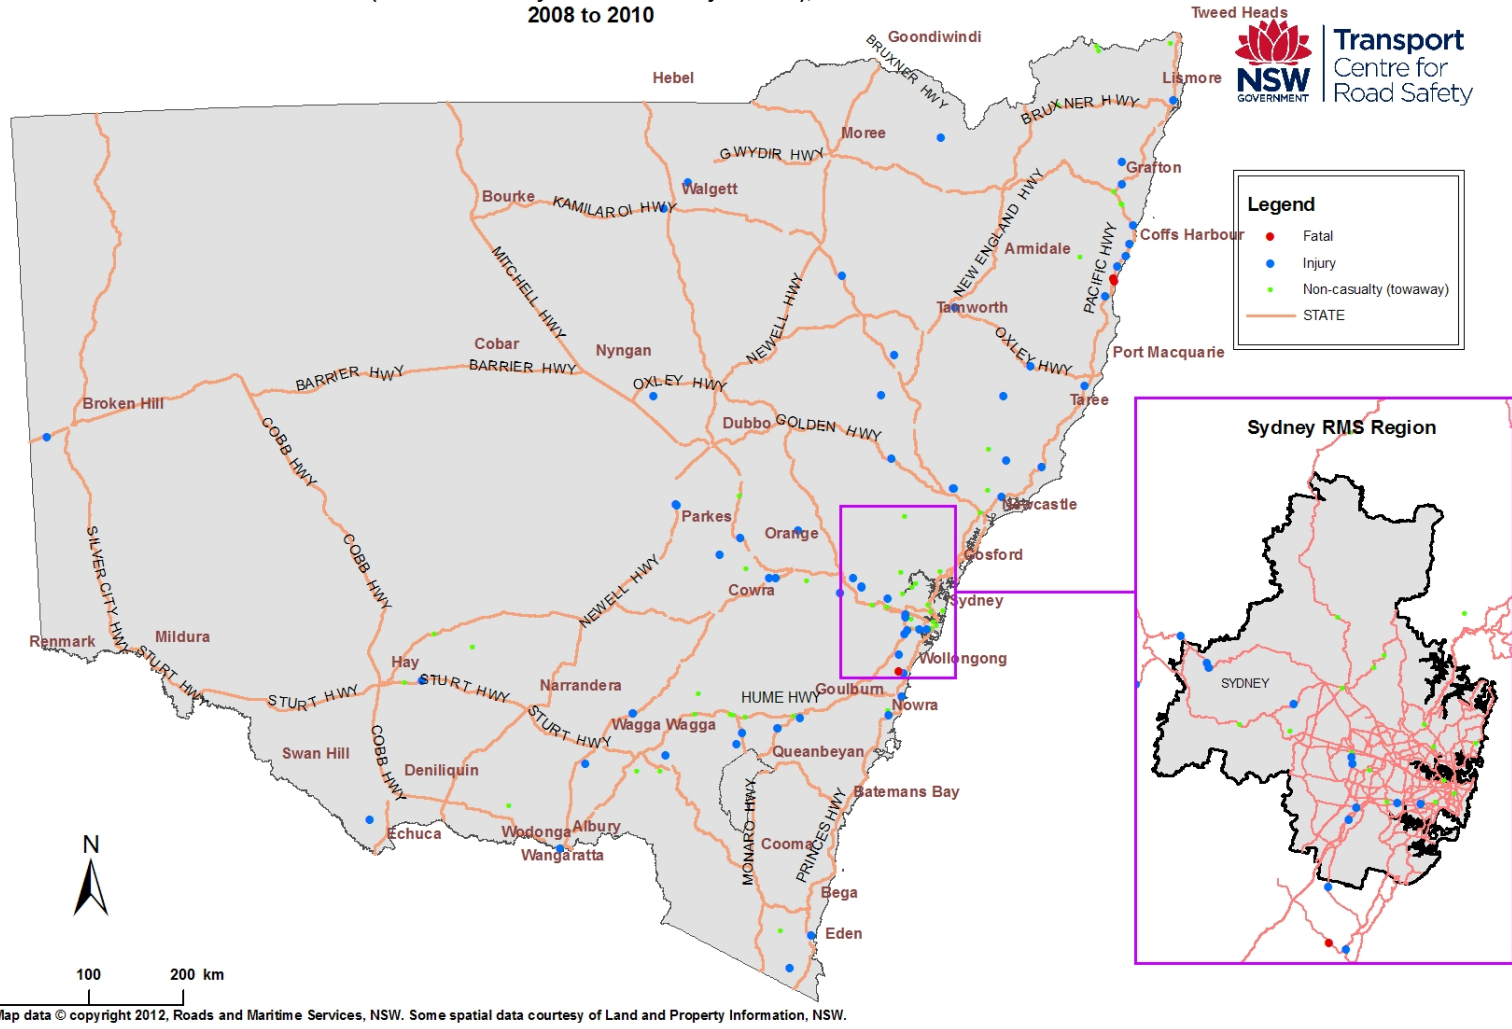 2008 to 2010
Tweed Heads
Goondiwindi
BRUXNER HWY
Hebel
Lismore
NSW
GOVERNMENT
Transport
Centre for
Road Safety
BRUXNER HWY
Moree
GWYDIR HWY
Grafton
Walgett
Bourke
KAMILAROI HWY
NEW ENGLAND HWY
Legend
Fatal
Injury
Non-casualty (towaway)
STATE
Coffs Harbour
Armidale
PACIFIC HWY
MITCHELL HWY
NEWELL HWY
Tamworth
OXLEY HWY
Cobar
Nyngan
Port Macquarie
BARRIER HWY
BARRIER HWY
OXLEY HWY
Taree
Broken Hill
Dubbo
GOLDEN HWY
COBB HWY
Sydney RMS Region
Newcastle
Parkes
Orange
SILVER CITY HWY
COBB HWY
NEWELL HWY
Gosford
Cowra
Sydney
Renmark
Mildura
STURT HWY
Hay
STURT HWY
STURT HWY
Narrandera
Wollongong
Goulburn
HUME HWY
Nowra
SYDNEY
STURT HWY
Wagga Wagga
COBB HWY
Swan Hill
Deniliquin
Queanbeyan
Batemans Bay
MONARO HWY
PRINCES HWY
Echuca
Wodonga
Albury
Wangaratta
Cooma
N
Bega
Eden
100 200 km
Map data © copyright 2012, Roads and Maritime Services, NSW. Some spatial data courtesy of Land and Property Information, NSW.